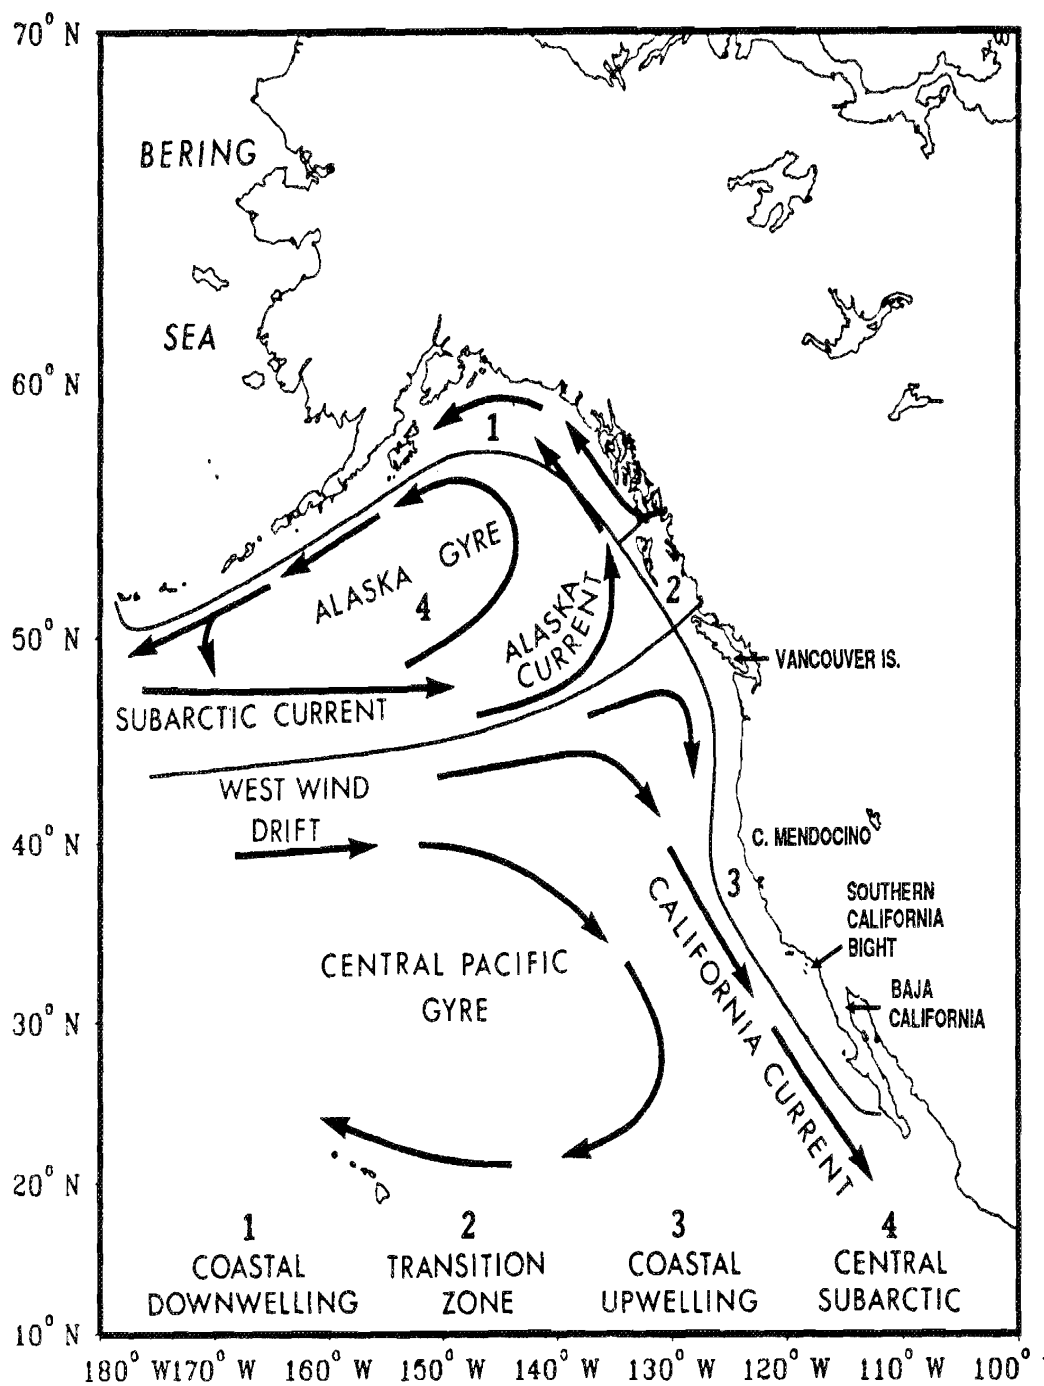 70° N
BERING
SEA
60° N
1
ALASKA GYRE
4
ALASKA
CURRENT
2
50° N
VANCOUVER IS.
SUBARCTIC CURRENT
WEST WIND
DRIFT
40° N
C. MENDOCINO
3
SOUTHERN
CALIFORNIA
BIGHT
CENTRAL PACIFIC
GYRE
CALIFORNIA CURRENT
BAJA
CALIFORNIA
30° N
20° N
1
COASTAL
DOWNWELLING
2
TRANSITION
ZONE
3
COASTAL
UPWELLING
4
CENTRAL
SUBARCTIC
10° N
180° W 170° W 160° W 150° W 140° W 130° W 120° W 110° W 100°